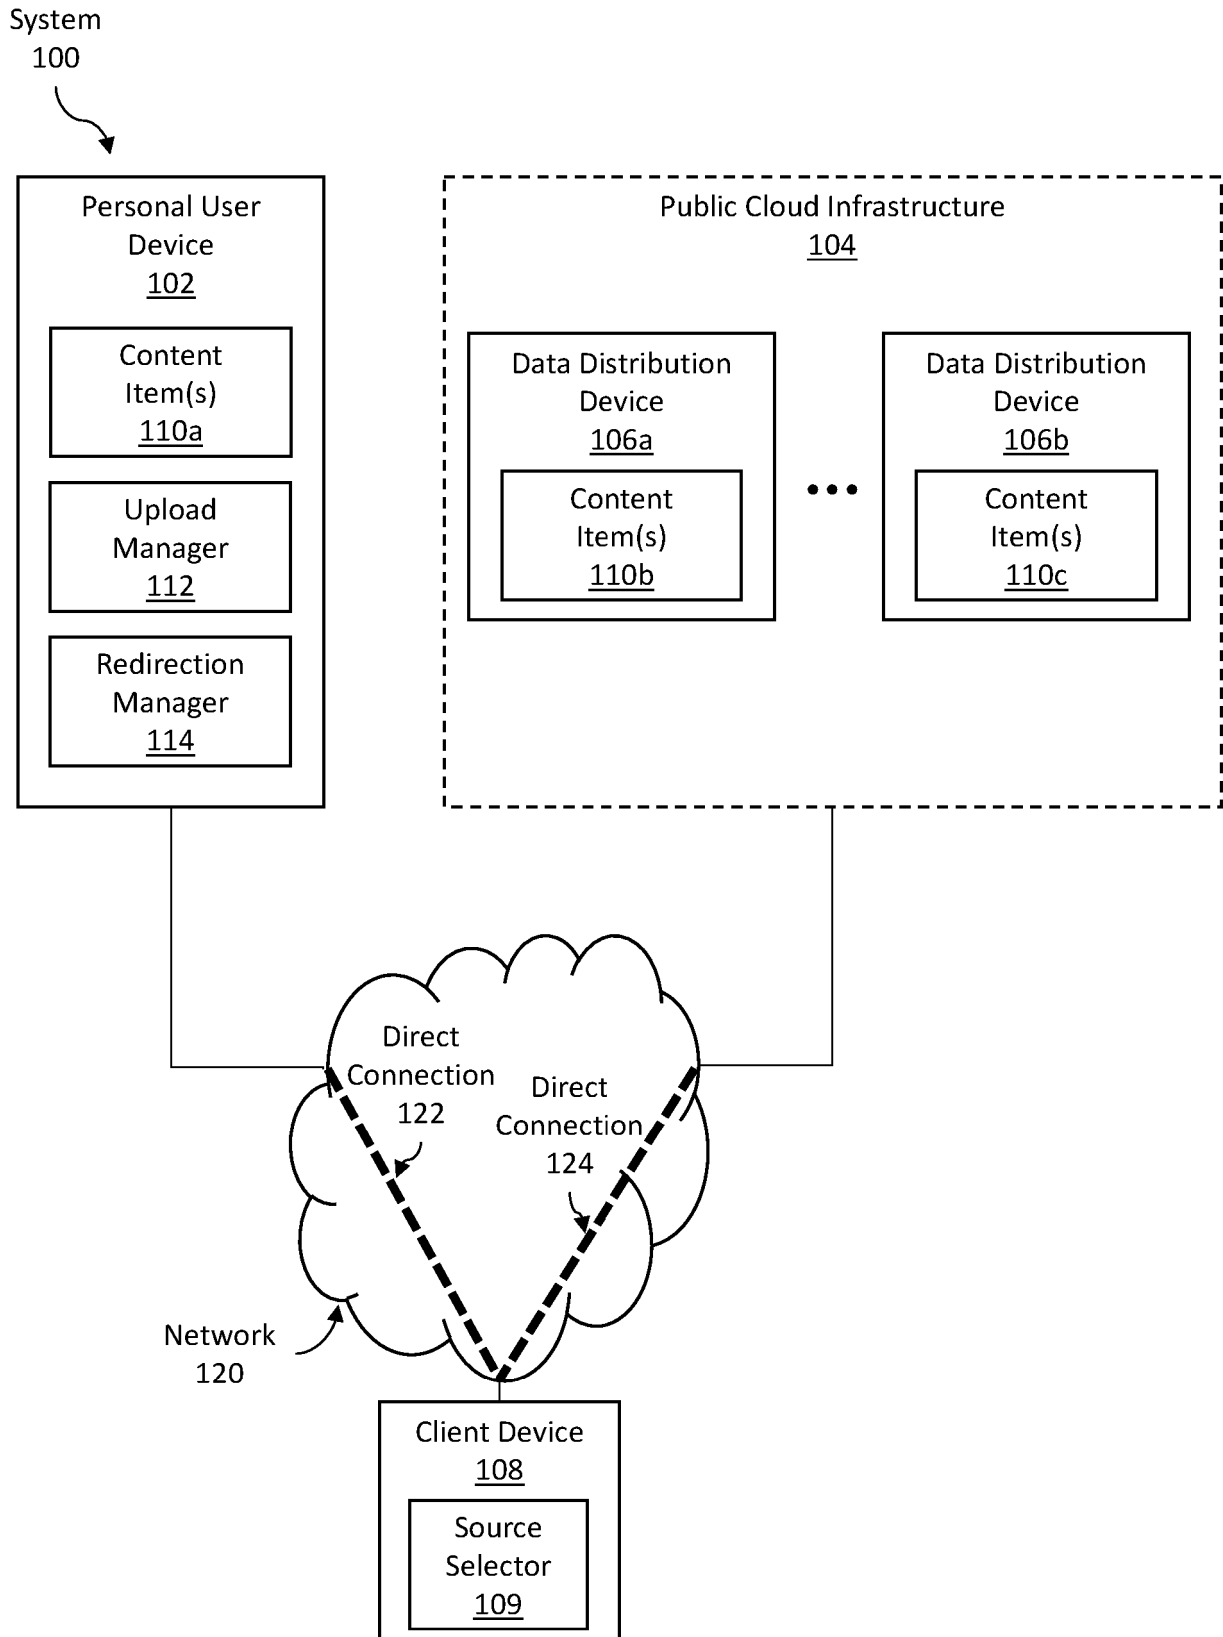 System
100
Personal User
Device
102
Content
Item(s)
110a
Upload
Manager
112
Redirection
Manager
114
Public Cloud Infrastructure
104
Data Distribution
Device
106a
Content
Item(s)
110b
Data Distribution
Device
106b
Content
Item(s)
110c
Direct
Connection
122
Direct
Connection
124
Network
120
Client Device
108
Source
Selector
109